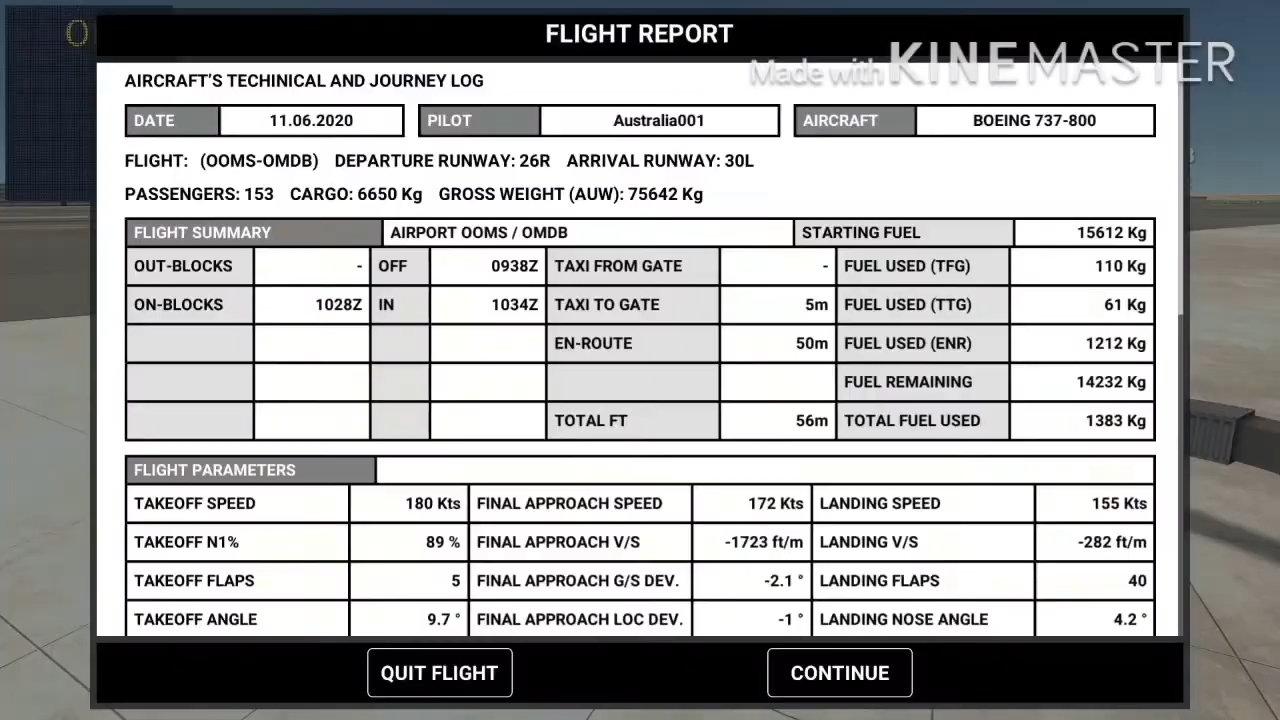 FLIGHT REPORT
Made with KINEMASTER
AIRCRAFT'S TECHINICAL AND JOURNEY LOG
DATE 11.06.2020 PILOT Australia001 AIRCRAFT BOEING 737-800
FLIGHT: (OOMS-OMDB) DEPARTURE RUNWAY: 26R ARRIVAL RUNWAY: 30L
PASSENGERS: 153 CARGO: 6650 Kg GROSS WEIGHT (AUW): 75642 Kg
FLIGHT SUMMARY AIRPORT OOMS / OMDB STARTING FUEL 15612 Kg
OUT-BLOCKS - OFF 0938Z TAXI FROM GATE - FUEL USED (TFG) 110 Kg
ON-BLOCKS 1028Z IN 1034Z TAXI TO GATE 5m FUEL USED (TTG) 61 Kg
EN-ROUTE 50m FUEL USED (ENR) 1212 Kg
FUEL REMAINING 14232 Kg
TOTAL FT 56m TOTAL FUEL USED 1383 Kg
FLIGHT PARAMETERS
TAKEOFF SPEED 180 Kts FINAL APPROACH SPEED 172 Kts LANDING SPEED 155 Kts
TAKEOFF N1% 89 % FINAL APPROACH V/S -1723 ft/m LANDING V/S -282 ft/m
TAKEOFF FLAPS 5 FINAL APPROACH G/S DEV. -2.1 ° LANDING FLAPS 40
TAKEOFF ANGLE 9.7 ° FINAL APPROACH LOC DEV. -1 ° LANDING NOSE ANGLE 4.2 °
QUIT FLIGHT CONTINUE